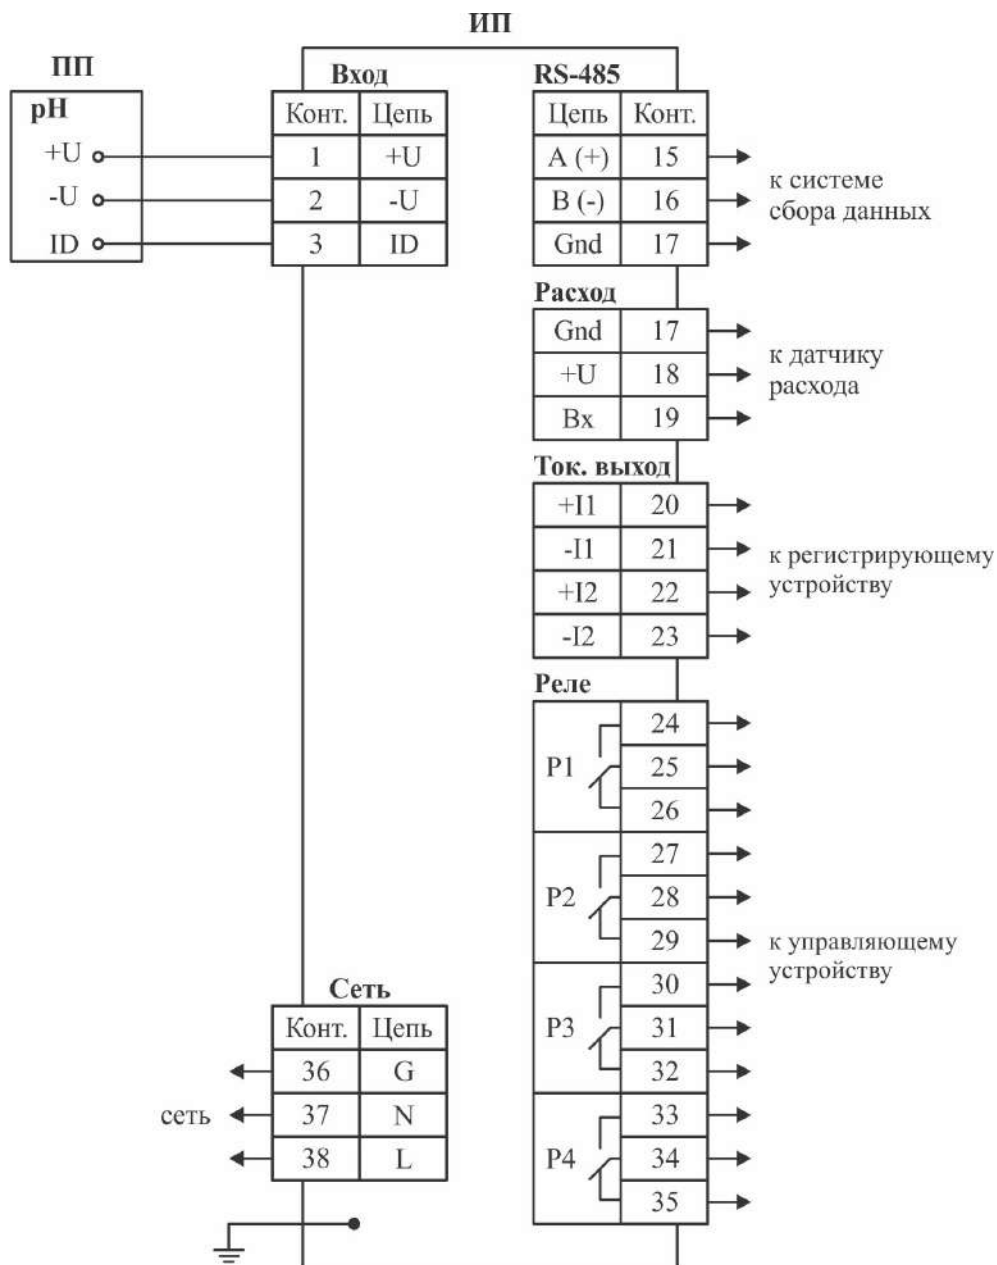 ИП
ПП
pH
+U
-U
ID
Вход
Конт. Цепь
1 +U
2 -U
3 ID
RS-485
Цепь Конт.
A (+) 15
B (-) 16
Gnd 17
к системе
сбора данных
Расход
Gnd 17
+U 18
Вх 19
к датчику
расхода
Ток. выход
+I1 20
-I1 21
+I2 22
-I2 23
к регистрирующему
устройству
Реле
P1
24
25
26
P2
27
28
29
P3
30
31
32
P4
33
34
35
к управляющему
устройству
Сеть
Конт. Цепь
36 G
37 N
38 L
сеть